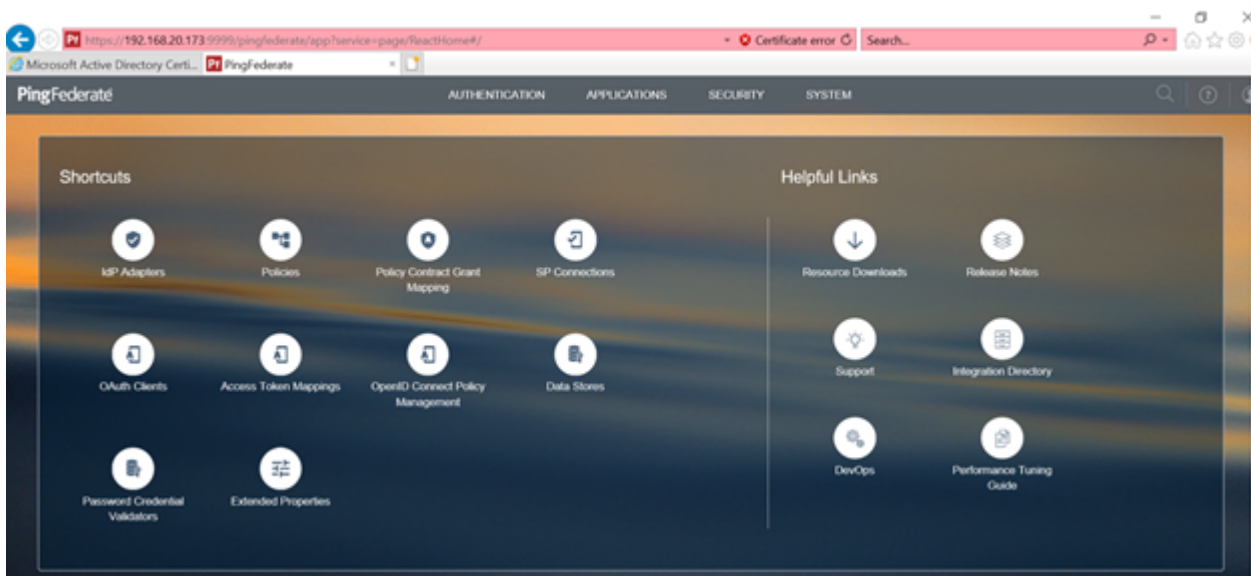 https://192.168.20.173:9999/pingfederate/app?service=page/ReactHome#/
Certificate error
Search...
Microsoft Active Directory Certi...
PingFederate
PingFederate
AUTHENTICATION
APPLICATIONS
SECURITY
SYSTEM
Shortcuts
IdP Adapters
Policies
Policy Contract Grant
Mapping
SP Connections
OAuth Clients
Access Token Mappings
OpenID Connect Policy
Management
Data Stores
Password Credential
Validators
Extended Properties
Helpful Links
Resource Downloads
Release Notes
Support
Integration Directory
DevOps
Performance Tuning
Guide